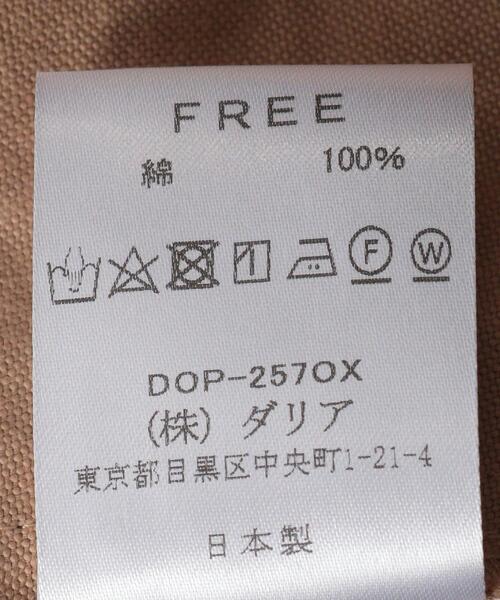 FREE
綿 100%
F W
DOP-2570X
(株) ダリア
東京都目黒区中央町1-21-4
日本製